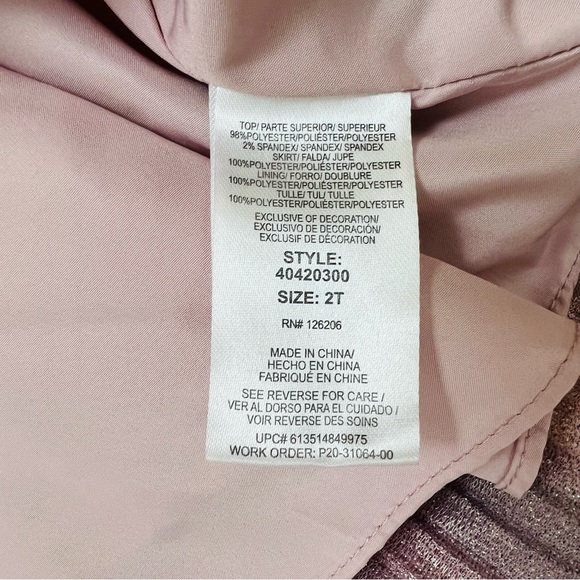 TOP/ PARTE SUPERIOR/ SUPERIEUR
98%POLYESTER/POLIÉSTER/POLYESTER
2% SPANDEX/ SPANDEX/ SPANDEX
SKIRT/ FALDA/ JUPE
100%POLYESTER/POLIÉSTER/POLYESTER
LINING/ FORRO/ DOUBLURE
100%POLYESTER/POLIÉSTER/POLYESTER
TULLE/ TUL/ TULLE
100%POLYESTER/POLIÉSTER/POLYESTER
EXCLUSIVE OF DECORATION/
EXCLUSIVO DE DECORACIÓN/
EXCLUSIF DE DÉCORATION
STYLE:
40420300
SIZE: 2T
RN# 126206
MADE IN CHINA/
HECHO EN CHINA/
FABRIQUÉ EN CHINE
SEE REVERSE FOR CARE /
VER AL DORSO PARA EL CUIDADO /
VOIR REVERSE DES SOINS
UPC# 613514849975
WORK ORDER: P20-31064-00